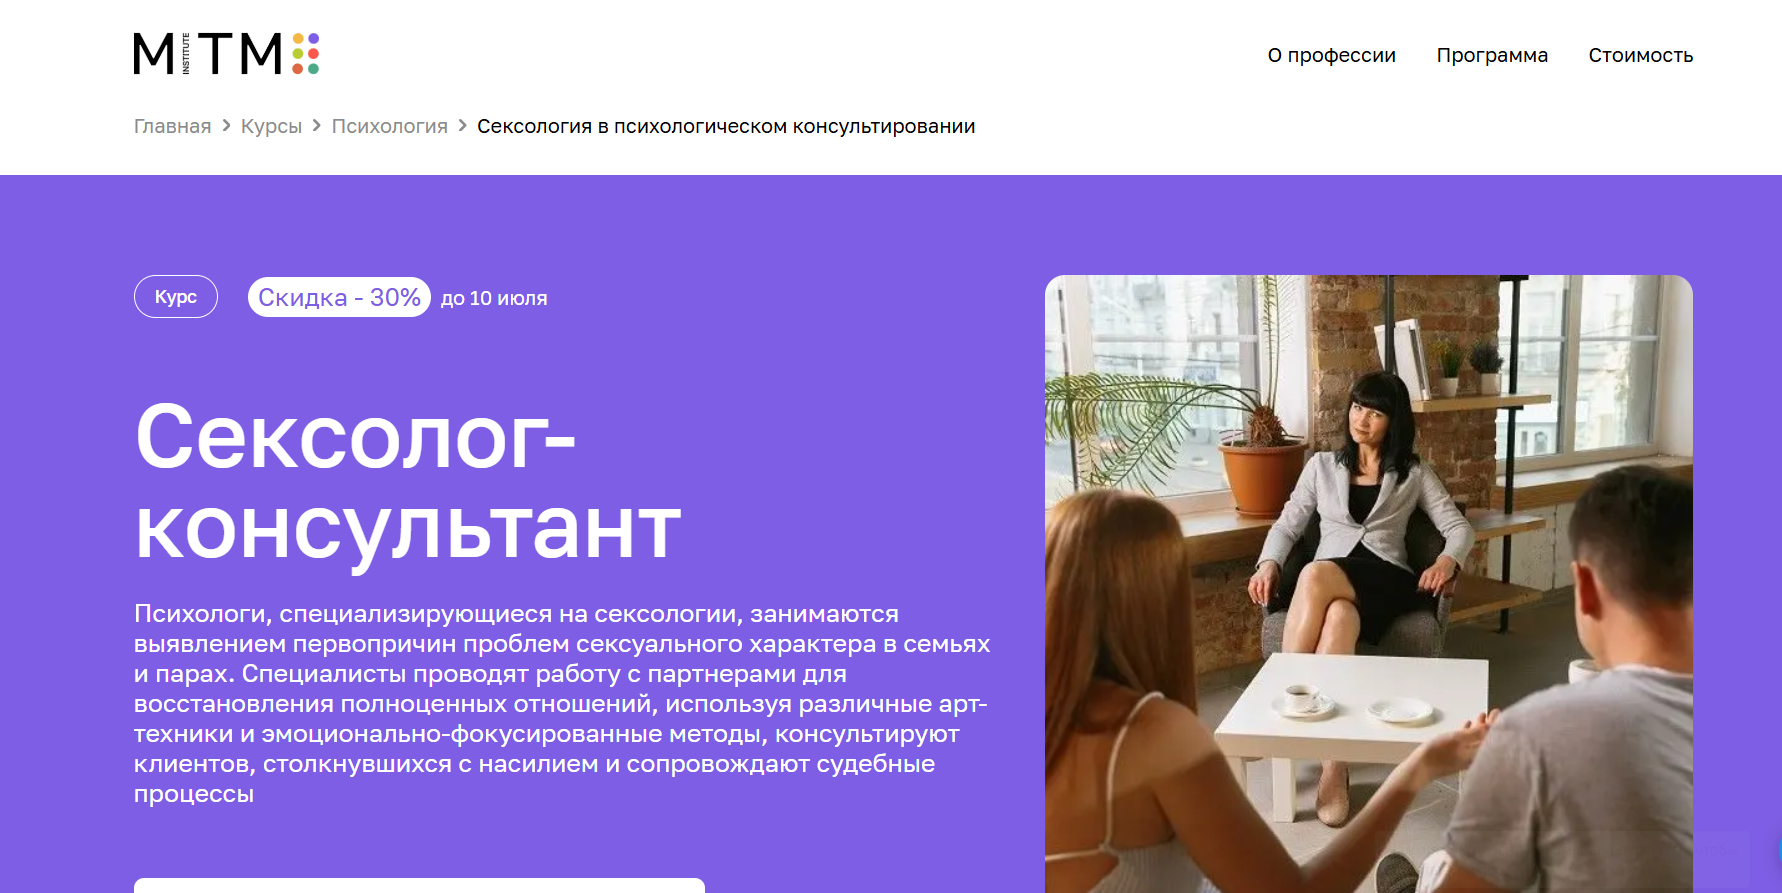 MITM INSTITUTE
О профессии Программа Стоимость
Главная > Курсы > Психология > Сексология в психологическом консультировании
Курс Скидка - 30% до 10 июля
Сексолог-
консультант
Психологи, специализирующиеся на сексологии, занимаются
выявлением первопричин проблем сексуального характера в семьях
и парах. Специалисты проводят работу с партнерами для
восстановления полноценных отношений, используя различные арт-
техники и эмоционально-фокусированные методы, консультируют
клиентов, столкнувшихся с насилием и сопровождают судебные
процессы